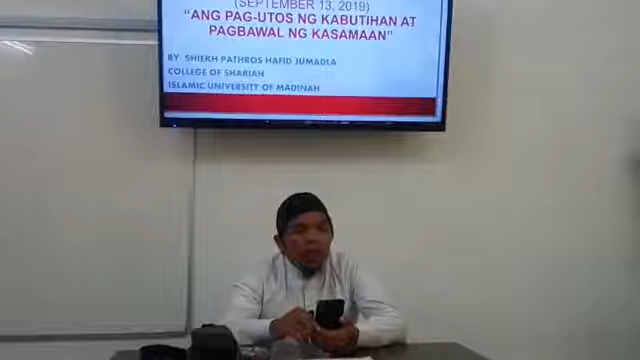 (SEPTEMBER 13, 2019)
“ANG PAG-UTOS NG KABUTIHAN AT
PAGBAWAL NG KASAMAAN”
BY: SHIEKH PATHROS HAFID JUMADLA
COLLEGE OF SHARIAH
ISLAMIC UNIVERSITY OF MADINAH